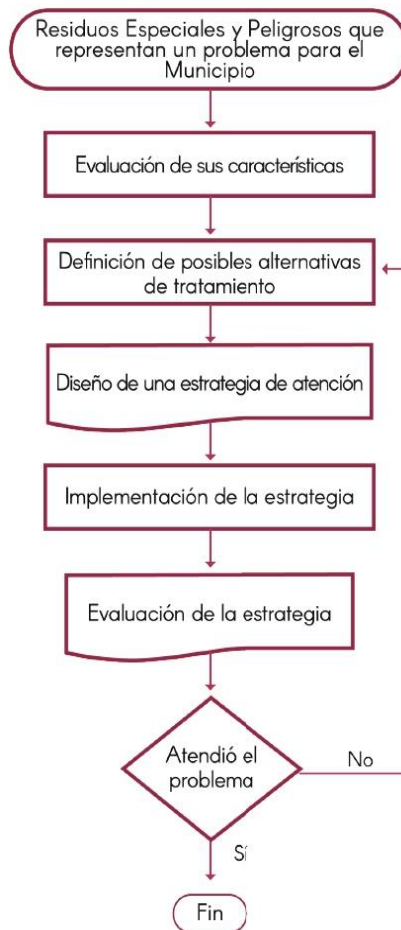 Residuos Especiales y Peligrosos que
representan un problema para el
Municipio
Evaluación de sus características
Definición de posibles alternativas
de tratamiento
Diseño de una estrategia de atención
Implementación de la estrategia
Evaluación de la estrategia
Atendió el
problema
No
Sí
Fin